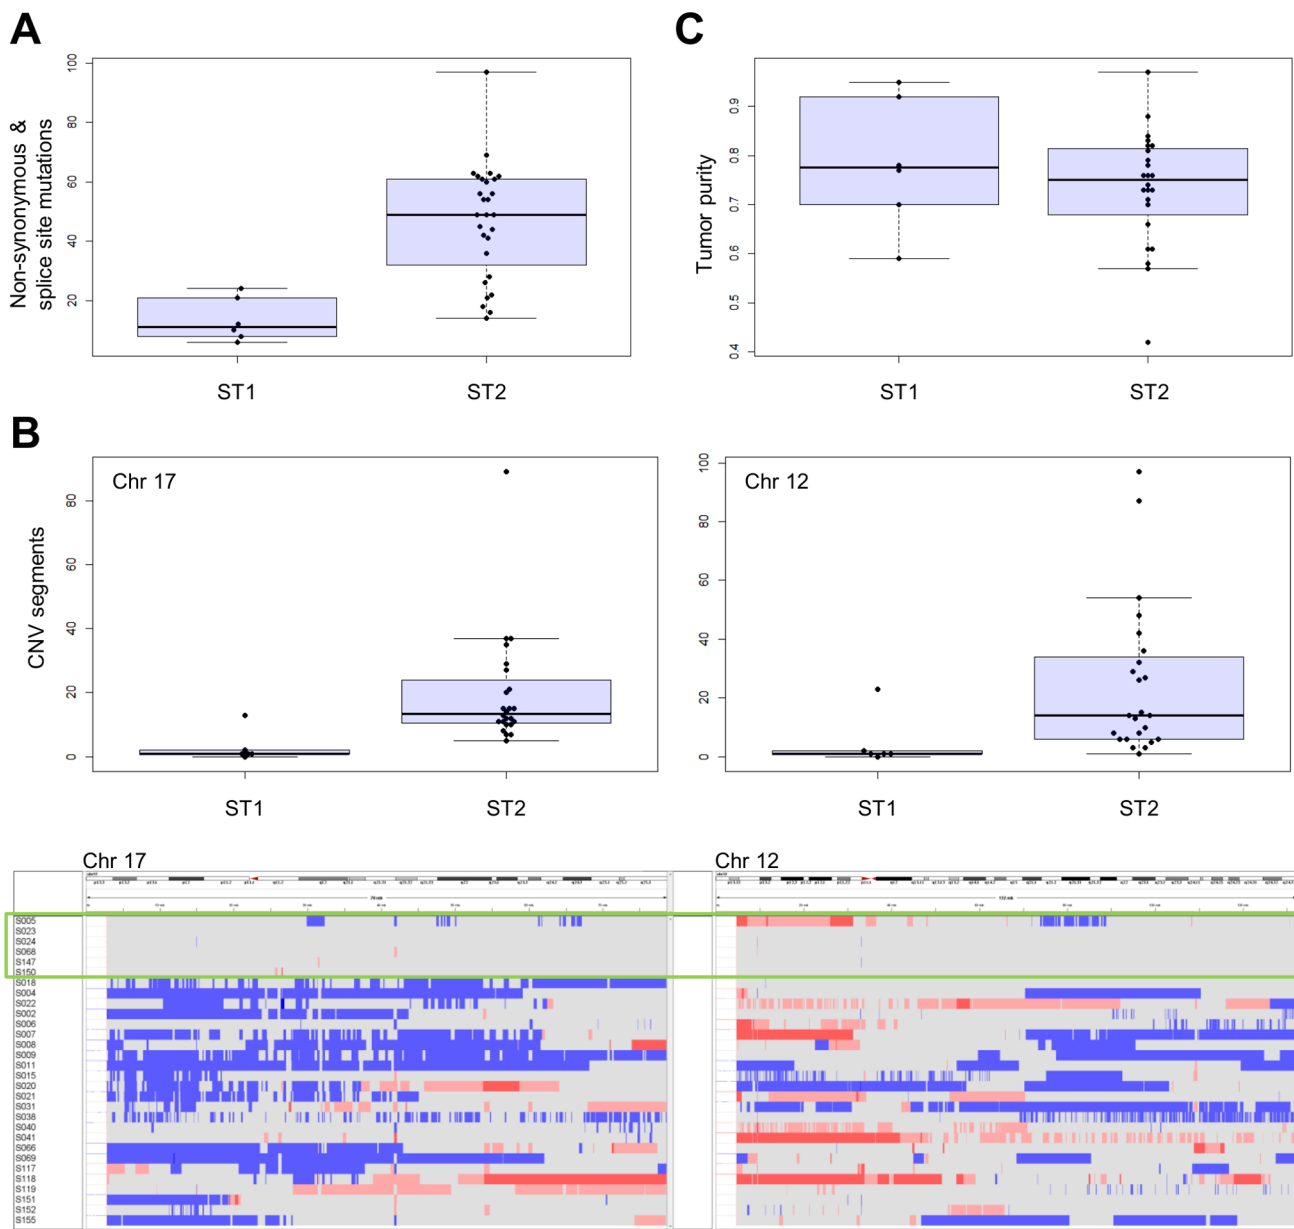 A
C
Non-synonymous &
splice site mutations
100
80
60
40
20
ST1
ST2
Tumor purity
0.9
0.8
0.7
0.6
0.5
0.4
ST1
ST2
B
Chr 17
CNV segments
80
60
40
20
0
ST1
ST2
Chr 12
100
80
60
40
20
0
ST1
ST2
Chr 17
Chr 12
S005
S023
S024
S068
S147
S150
S018
S004
S022
S002
S006
S007
S008
S009
S011
S015
S020
S021
S031
S038
S040
S041
S066
S069
S117
S118
S119
S151
S152
S155